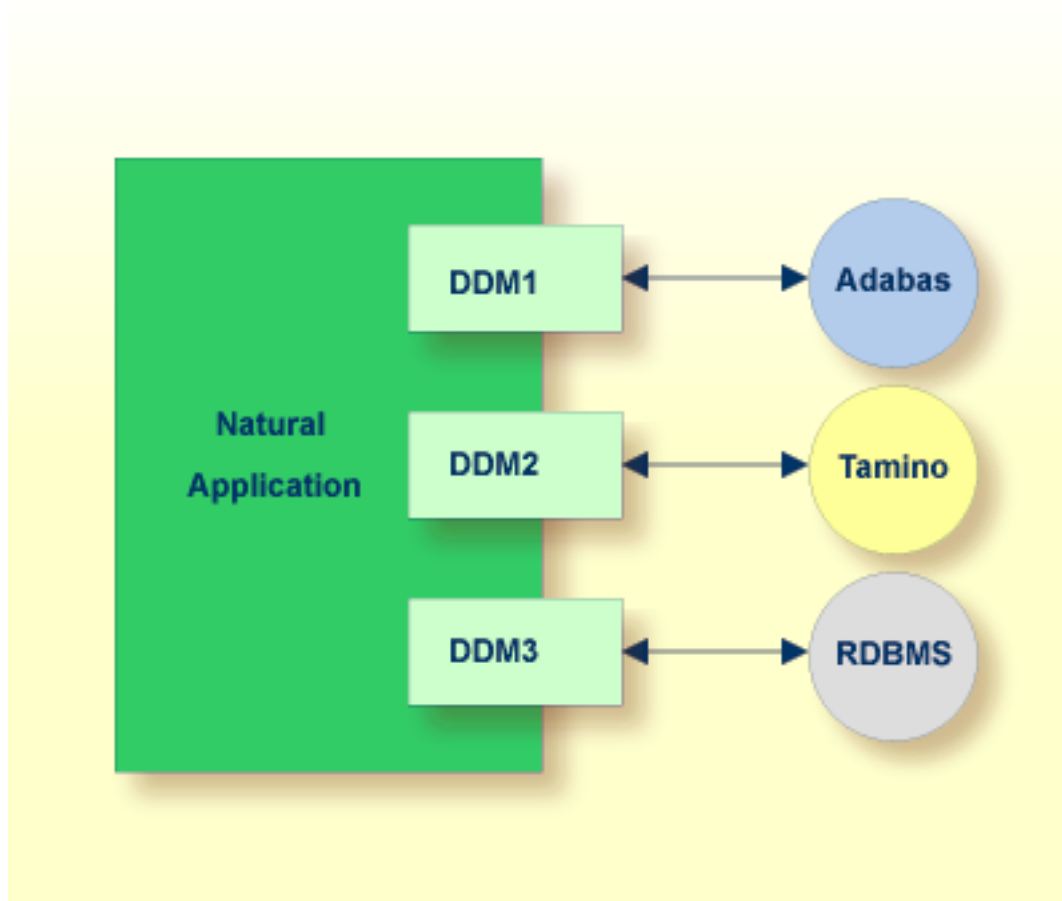 DDM1
Adabas
Natural
Application
DDM2
Tamino
DDM3
RDBMS